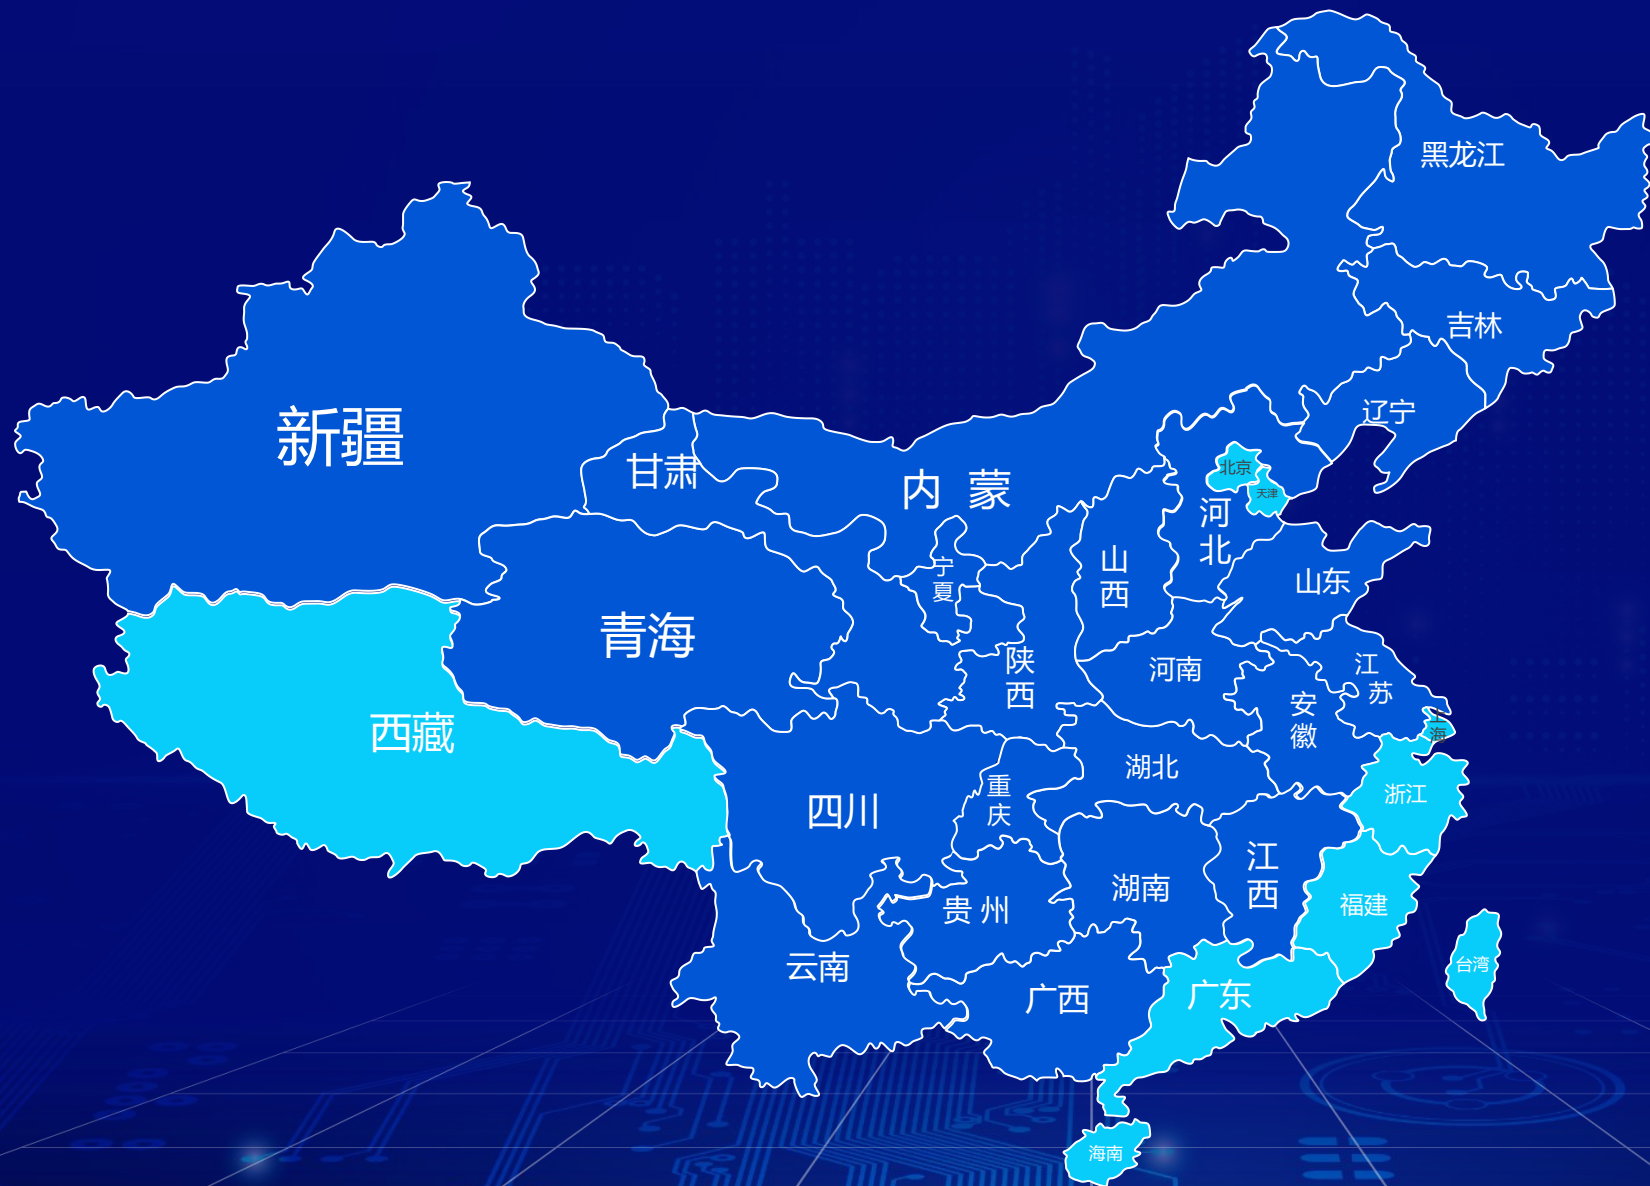 黑龙江
吉林
辽宁
新疆
甘肃
内 蒙
北京
天津
河
北
宁
夏
山
西
山东
青海
陕
西
河南
江
苏
安
徽
上
海
西藏
湖北
重
庆
四川
浙江
江
西
湖南
贵 州
福建
云南
广西
广东
台湾
海南